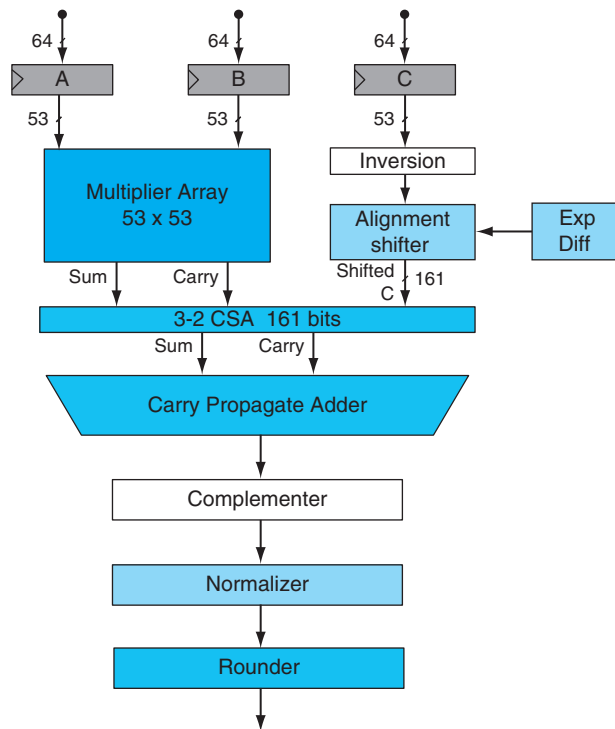 64 64 64
A B C
53 53 53
Multiplier Array
53 x 53
Inversion
Alignment
shifter
Exp
Diff
Sum Carry
Shifted
C
161
3-2 CSA 161 bits
Sum Carry
Carry Propagate Adder
Complementer
Normalizer
Rounder